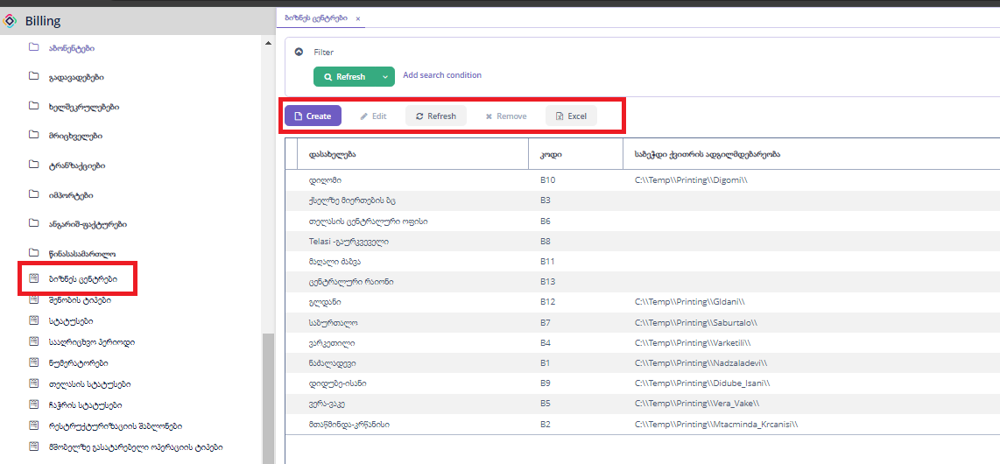 Billing
აბონენტები
გადავადებები
ხელშეკრულებები
მრიცხველები
ტრანზაქციები
იმპორტები
ანგარიშ-ფაქტურები
წინასასამართლო
ბიზნეს ცენტრები
შენობის ტიპები
სტატუსები
სააღრიცხვო პერიოდი
ნუმერატორები
თელასის სტატუსები
ჩაჭრის სტატუსები
რესტრუქტურიზაციის შაბლონები
მშობელზე გასატარებელი ოპერაციის ტიპები
ბიზნეს ცენტრები ×
Filter
Refresh Add search condition
Create Edit Refresh Remove Excel
დასახელება კოდი საბეჭდი ქვითრის ადგილმდებარეობა
დიღომი B10 C:\\Temp\\Printing\\Digomi\\
ქსელზე მიერთების ბც B3
თელასის ცენტრალური ოფისი B6
Telasi -გაურკვეველი B8
მაღალი ძაბვა B11
ცენტრალური რაიონი B13
გლდანი B12 C:\\Temp\\Printing\\Gldani\\
საბურთალო B7 C:\\Temp\\Printing\\Saburtalo\\
ვარკეთილი B4 C:\\Temp\\Printing\\Varketili\\
ნაძალადევი B1 C:\\Temp\\Printing\\Nadzaladevi\\
დიდუბე-ისანი B9 C:\\Temp\\Printing\\Didube_Isani\\
ვერა-ვაკე B5 C:\\Temp\\Printing\\Vera_Vake\\
მთაწმინდა-კრწანისი B2 C:\\Temp\\Printing\\Mtacminda_Krcanisi\\